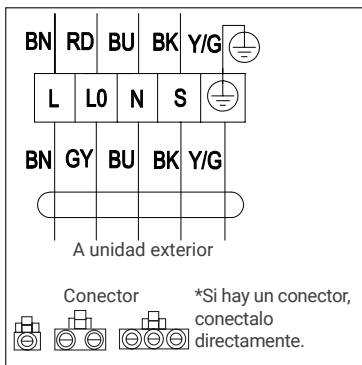 BN RD BU BK Y/G
L L0 N S
BN GY BU BK Y/G
A unidad exterior
Conector
*Si hay un conector,
conectalo
directamente.